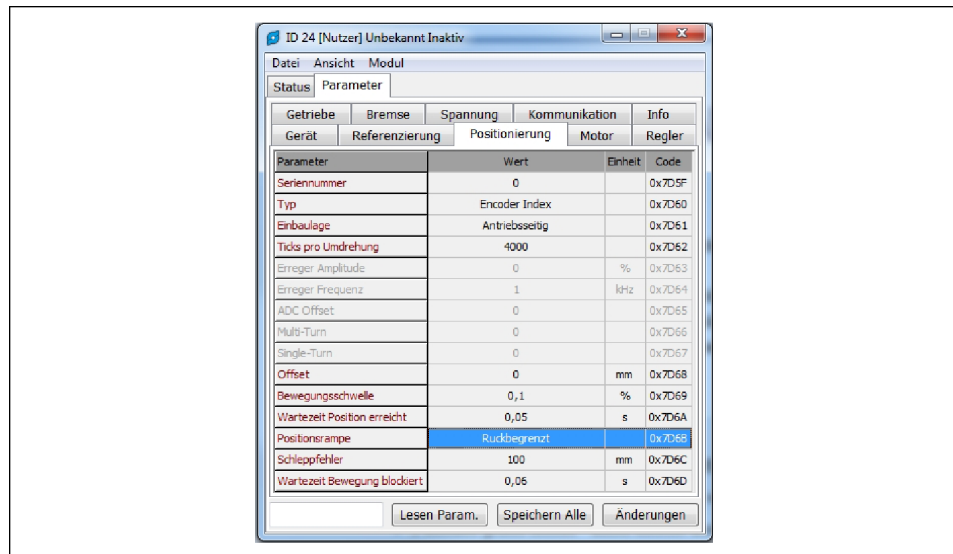 ID 24 [Nutzer] Unbekannt Inaktiv
Datei Ansicht Modul
Status Parameter
Getriebe Bremse Spannung Kommunikation Info
Gerät Referenzierung Positionierung Motor Regler
Parameter Wert Einheit Code
Seriennummer 0 0x7D5F
Typ Encoder Index 0x7D60
Einbaulage Antriebsseitig 0x7D61
Ticks pro Umdrehung 4000 0x7D62
Erreger Amplitude 0 % 0x7D63
Erreger Frequenz 1 kHz 0x7D64
ADC Offset 0 0x7D65
Multi-Turn 0 0x7D66
Single-Turn 0 0x7D67
Offset 0 mm 0x7D68
Bewegungsschwelle 0,1 % 0x7D69
Wartezeit Position erreicht 0,05 s 0x7D6A
Positionsrampe Ruckbegrenzt 0x7D6B
Schleppfehler 100 mm 0x7D6C
Wartezeit Bewegung blockiert 0,06 s 0x7D6D
Lesen Param. Speichern Alle Änderungen